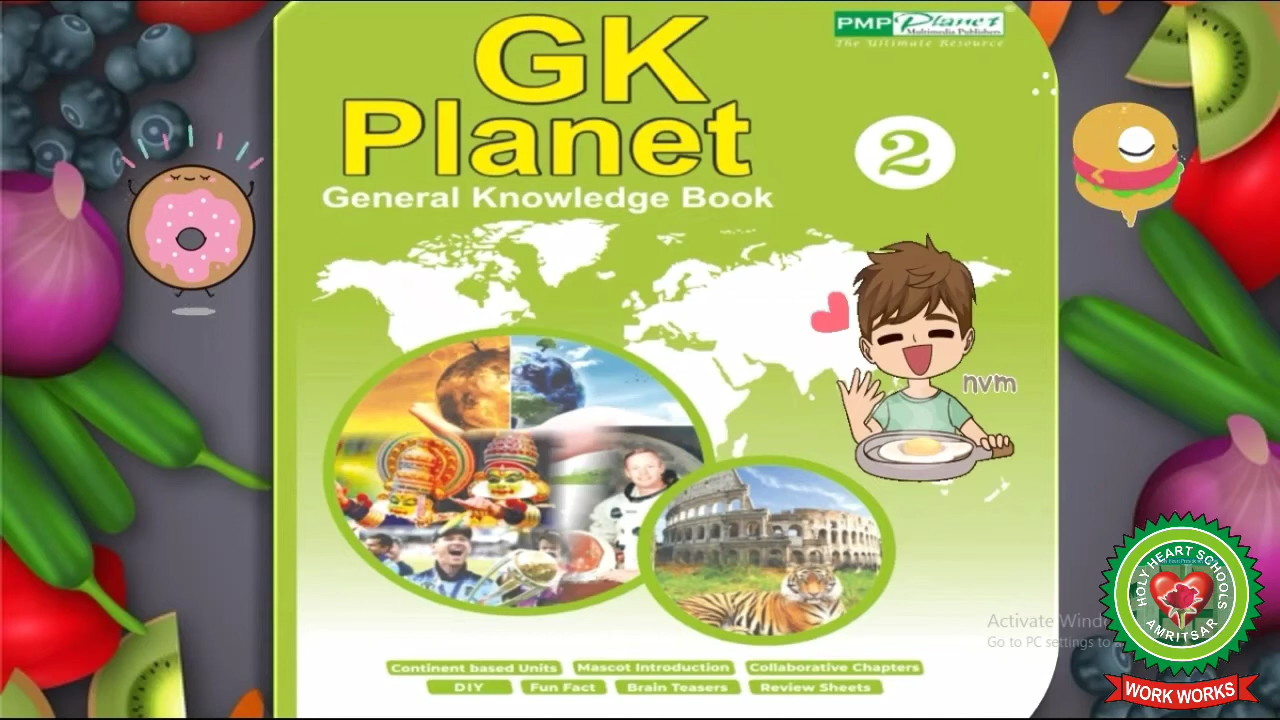 GK
Planet
General Knowledge Book
PMP Planet
Multimedia Publishers
The Ultimate Resource
2
nvm
Continent based Units
Mascot Introduction
Collaborative Chapters
DIY
Fun Fact
Brain Teasers
Review Sheets
Activate Windo
Go to PC settings to
HOLY HEART SCHOOLS
AMRITSAR
WORK WORKS